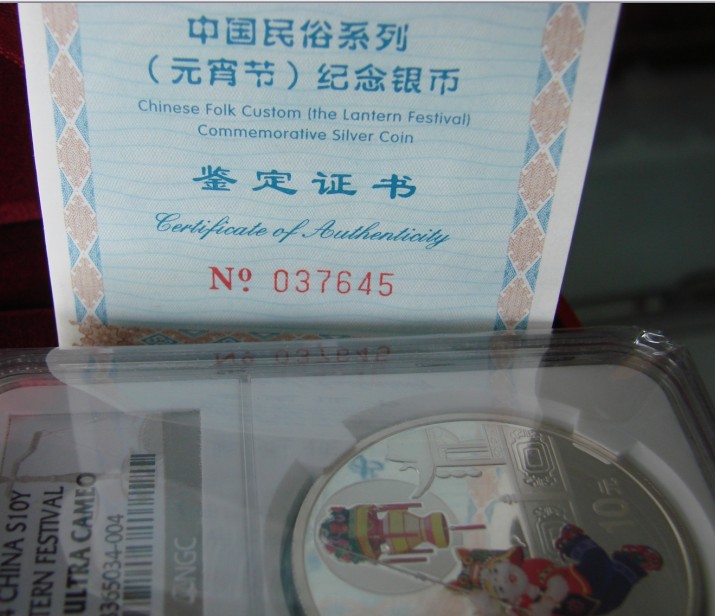 中国民俗系列
（元宵节）纪念银币
Chinese Folk Custom (the Lantern Festival)
Commemorative Silver Coin
鉴定证书
Certificate of Authenticity
Nº 037645
CHINA S10Y
TERN FESTIVAL
ULTRA CAMEO
365034-004
NGC
10元